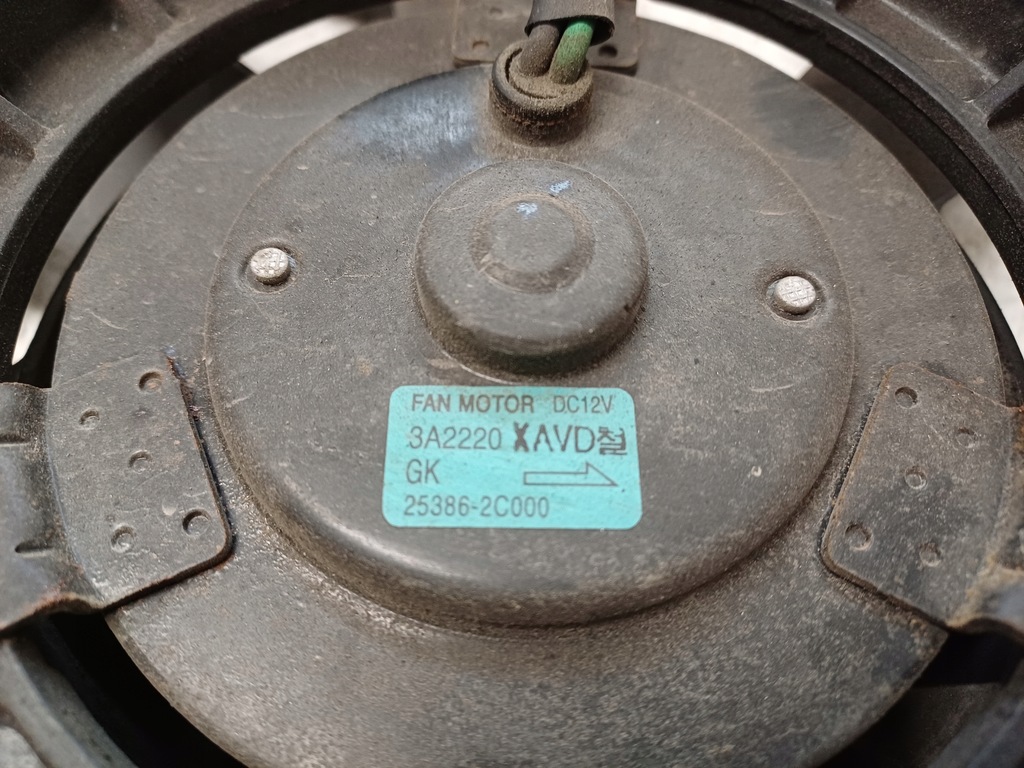 FAN MOTOR DC12V
3A2220 XAVD철
GK
25386-2C000